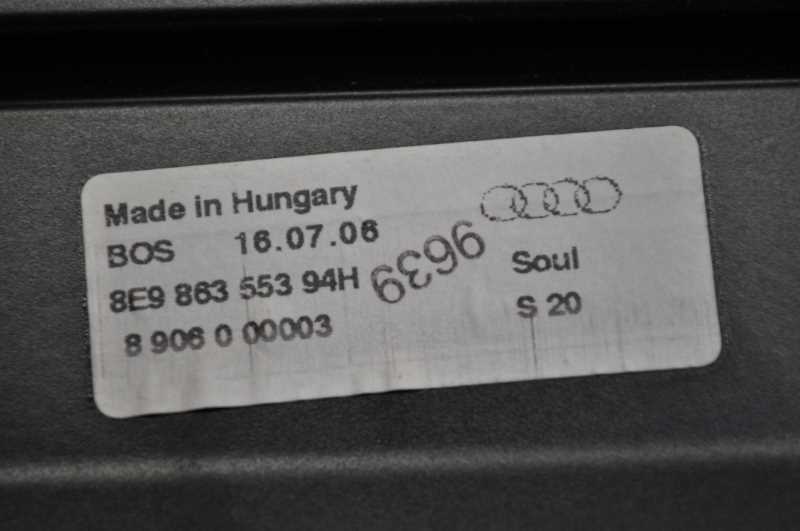 Made in Hungary
BOS 16.07.06
8E9 863 553 94H
8 906 0 00003
9639
Soul
S 20